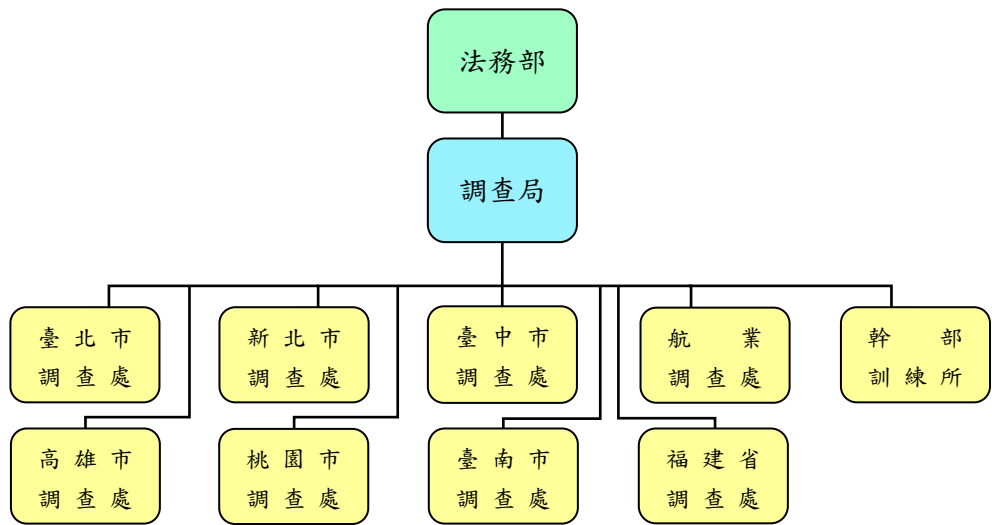 法務部
調查局
臺北市
調查處
新北市
調查處
臺中市
調查處
航業
調查處
幹部
訓練所
高雄市
調查處
桃園市
調查處
臺南市
調查處
福建省
調查處